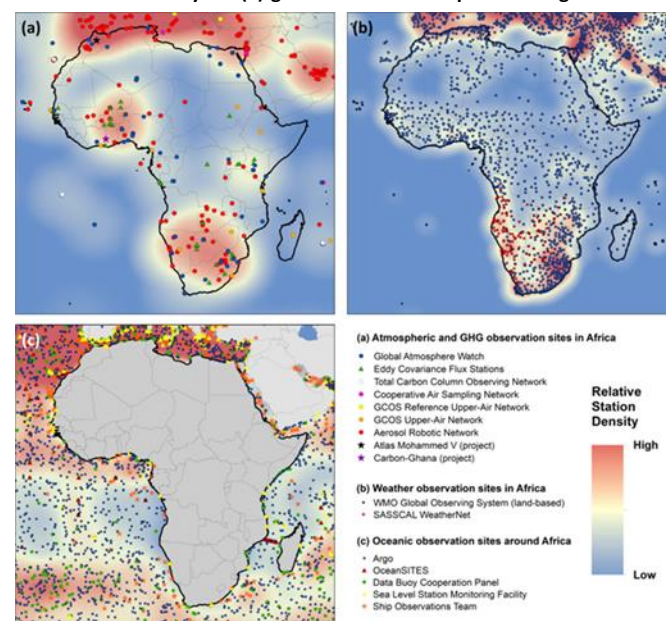 (a)
(b)
(c)
(a) Atmospheric and GHG observation sites in Africa
Global Atmosphere Watch
Eddy Covariance Flux Stations
Total Carbon Column Observing Network
Cooperative Air Sampling Network
GCOS Reference Upper-Air Network
GCOS Upper-Air Network
Aerosol Robotic Network
Atlas Mohammed V (project)
Carbon-Ghana (project)
(b) Weather observation sites in Africa
WMO Global Observing System (land-based)
SASSCAL WeatherNet
(c) Oceanic observation sites around Africa
Argo
OceanSITES
Data Buoy Cooperation Panel
Sea Level Station Monitoring Facility
Ship Observations Team
Relative
Station
Density
High
Low